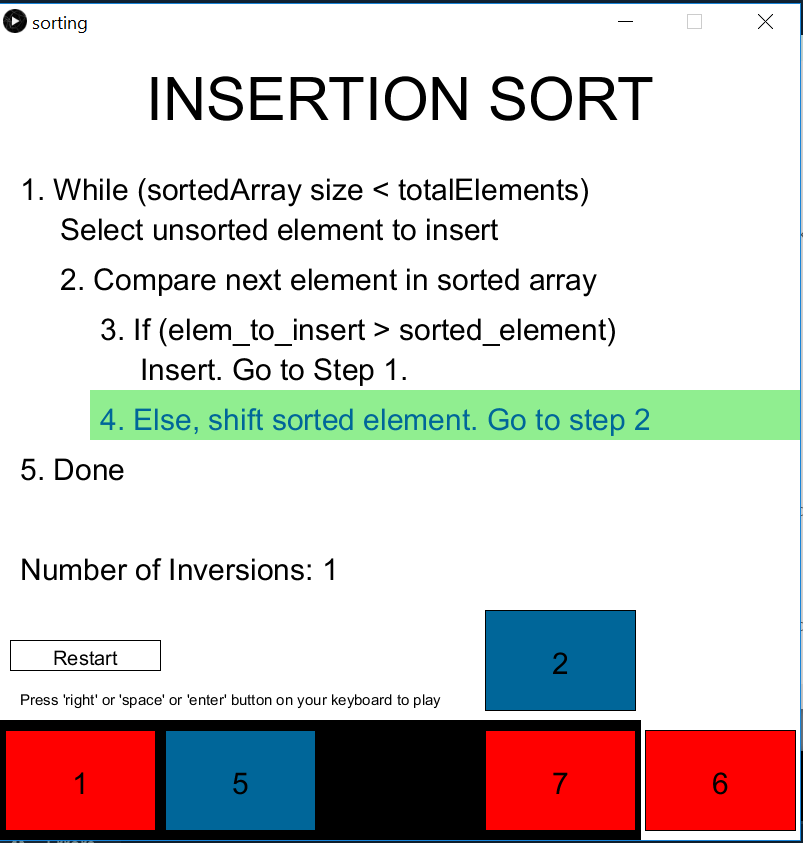 sorting
INSERTION SORT
1. While (sortedArray size < totalElements)
Select unsorted element to insert
2. Compare next element in sorted array
3. If (elem_to_insert > sorted_element)
Insert. Go to Step 1.
4. Else, shift sorted element. Go to step 2
5. Done
Number of Inversions: 1
2
Restart
Press 'right' or 'space' or 'enter' button on your keyboard to play
1 5 7 6